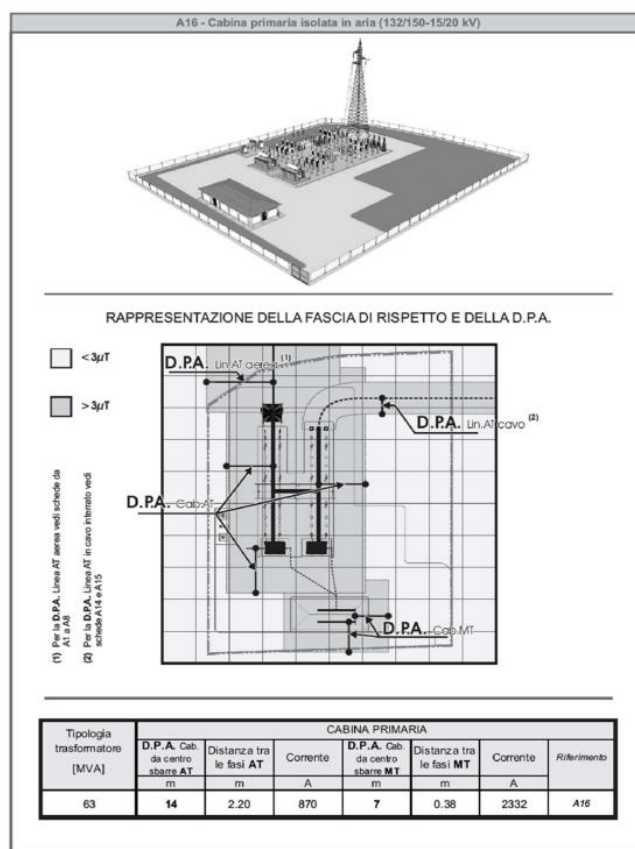 A16 - Cabina primaria isolata in aria (132/150-15/20 kV)
RAPPRESENTAZIONE DELLA FASCIA DI RISPETTO E DELLA D.P.A.
<3μT
>3μT
D.P.A. Lin.AT aerea (1)
D.P.A. Lin.AT cavo (2)
D.P.A. Cab.AT
D.P.A. Cab.MT
(1) Per la D.P.A. Linea AT aerea vedi schede da
A1 a A8
(2) Per la D.P.A. Linea AT in cavo interrato vedi
schede A14 e A15
Tipologia
trasformatore
[MVA]
CABINA PRIMARIA
D.P.A. Cab.
da centro
sbarre AT
Distanza tra
le fasi AT
Corrente
D.P.A. Cab.
da centro
sbarre MT
Distanza tra
le fasi MT
Corrente
Riferimento
m m A m m A
63 14 2.20 870 7 0.38 2332 A16